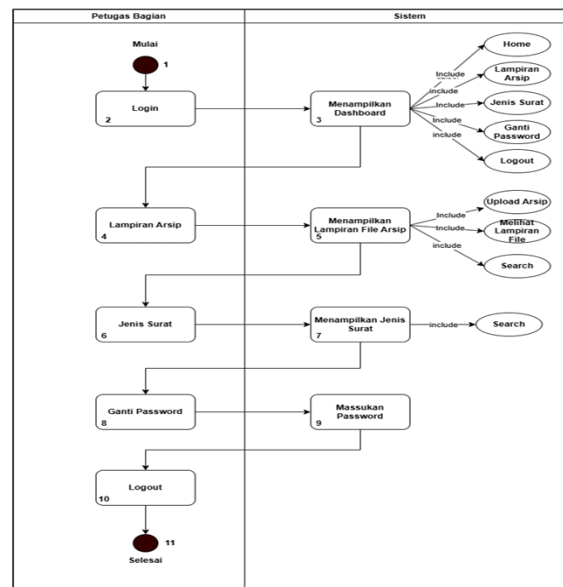 Petugas Bagian
Sistem
Mulai
1
Login
2
Menampilkan
Dashboard
3
Include
Home
include
Lampiran
Arsip
Include
Jenis Surat
Include
Ganti
Password
include
Logout
Lampiran Arsip
4
Menampilkan
Lampiran File Arsip
5
Include
Upload Arsip
Include
Melihat
Lampiran
File
include
Search
Jenis Surat
6
Menampilkan Jenis
Surat
7
include
Search
Ganti Password
8
Massukan
Password
9
Logout
10
11
Selesai